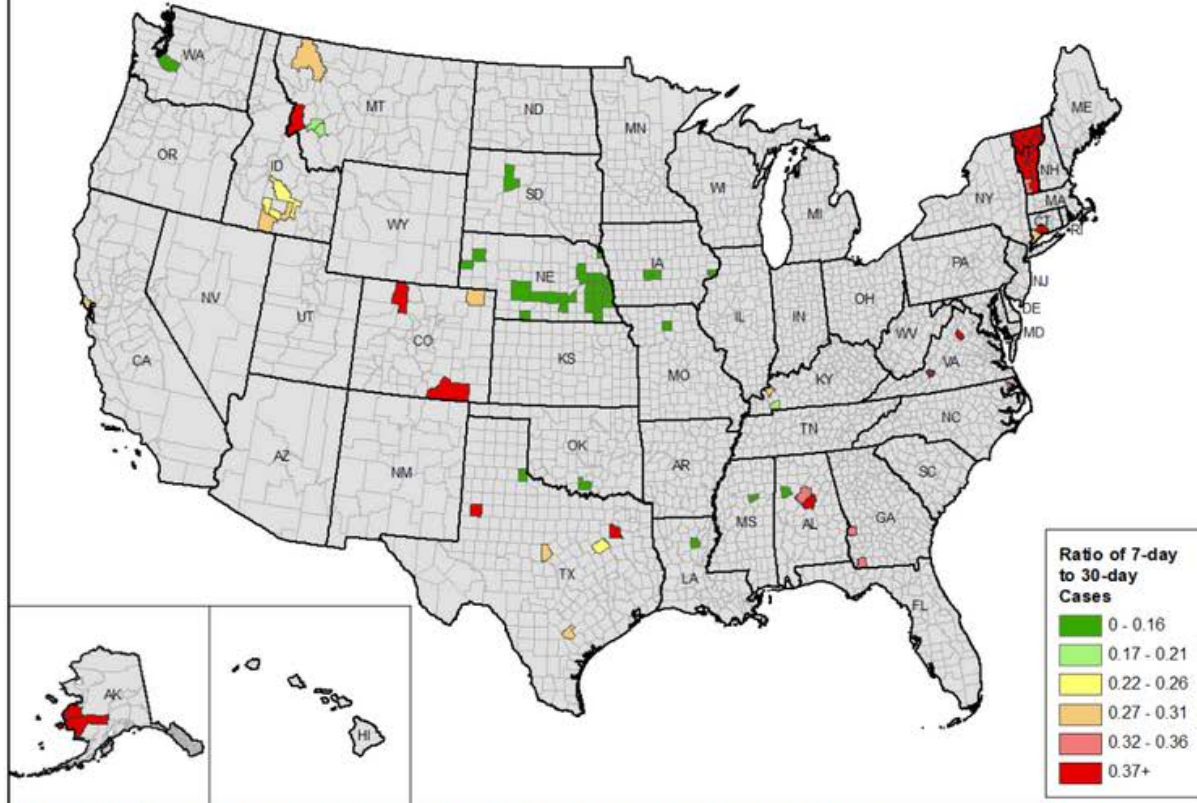 WA
MT
ND
MN
ME
OR
ID
SD
WI
MI
NY
NH
MA
CT
RI
WY
IA
NE
PA
NJ
NV
UT
CO
IL
IN
OH
DE
MD
WV
VA
CA
KS
MO
KY
NC
TN
AZ
NM
OK
AR
SC
MS
AL
GA
TX
LA
FL
AK
HI
Ratio of 7-day
to 30-day
Cases
0 - 0.16
0.17 - 0.21
0.22 - 0.26
0.27 - 0.31
0.32 - 0.36
0.37+